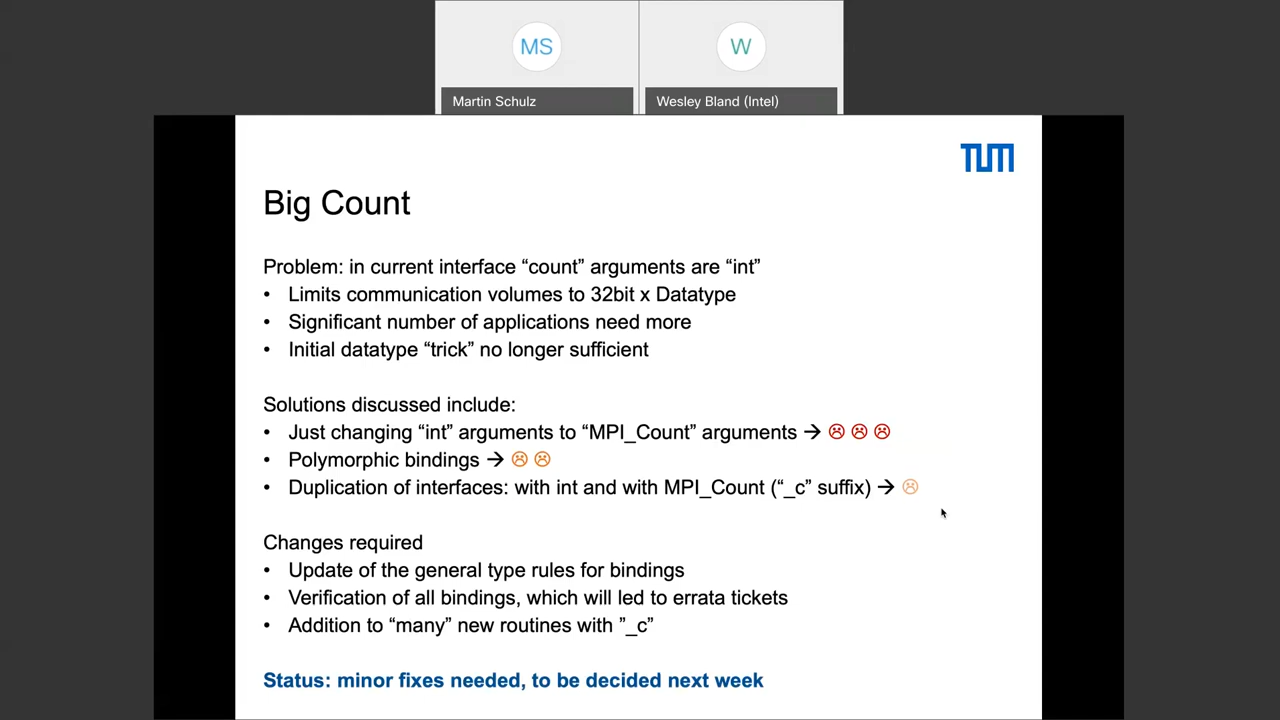 MS
W
Martin Schulz
Wesley Bland (Intel)
TUM
Big Count
Problem: in current interface “count” arguments are “int”
• Limits communication volumes to 32bit x Datatype
• Significant number of applications need more
• Initial datatype “trick” no longer sufficient
Solutions discussed include:
• Just changing “int” arguments to “MPI_Count” arguments → ☹ ☹ ☹
• Polymorphic bindings → ☹ ☹
• Duplication of interfaces: with int and with MPI_Count (“_c” suffix) → ☹
Changes required
• Update of the general type rules for bindings
• Verification of all bindings, which will led to errata tickets
• Addition to “many” new routines with ”_c”
Status: minor fixes needed, to be decided next week